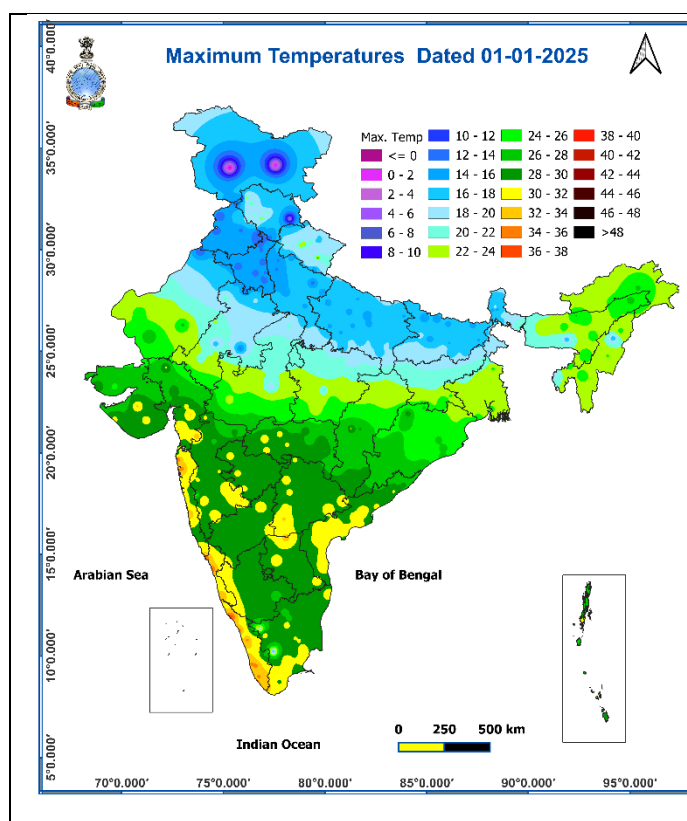 Maximum Temperatures Dated 01-01-2025
Max. Temp
<= 0
0 - 2
2 - 4
4 - 6
6 - 8
8 - 10
10 - 12
12 - 14
14 - 16
16 - 18
18 - 20
20 - 22
22 - 24
24 - 26
26 - 28
28 - 30
30 - 32
32 - 34
34 - 36
36 - 38
38 - 40
40 - 42
42 - 44
44 - 46
46 - 48
>48
40°0.000'
35°0.000'
30°0.000'
25°0.000'
20°0.000'
15°0.000'
10°0.000'
5°0.000'
Arabian Sea
Bay of Bengal
Indian Ocean
0 250 500 km
70°0.000' 75°0.000' 80°0.000' 85°0.000' 90°0.000' 95°0.000'